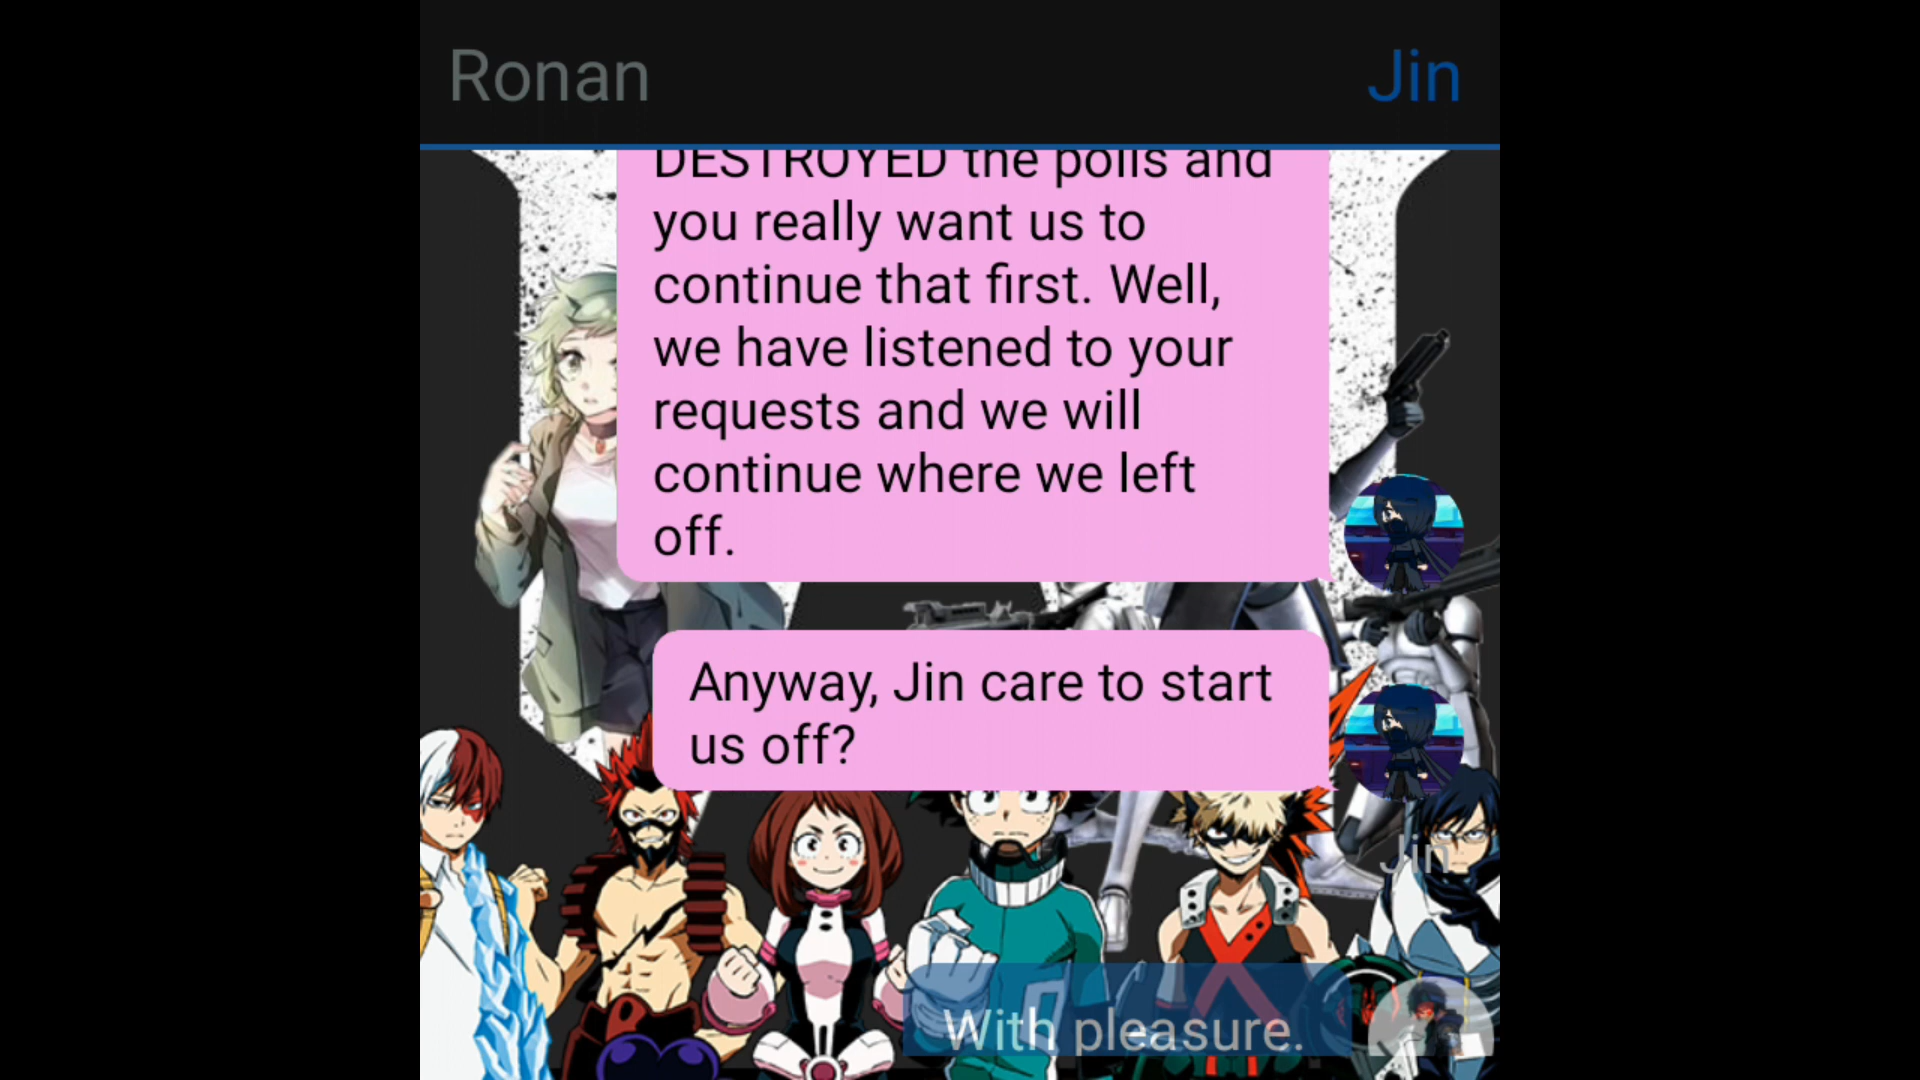 Ronan
Jin
DESTROYED the polls and
you really want us to
continue that first. Well,
we have listened to your
requests and we will
continue where we left
off.
Anyway, Jin care to start
us off?
Jin
With pleasure.